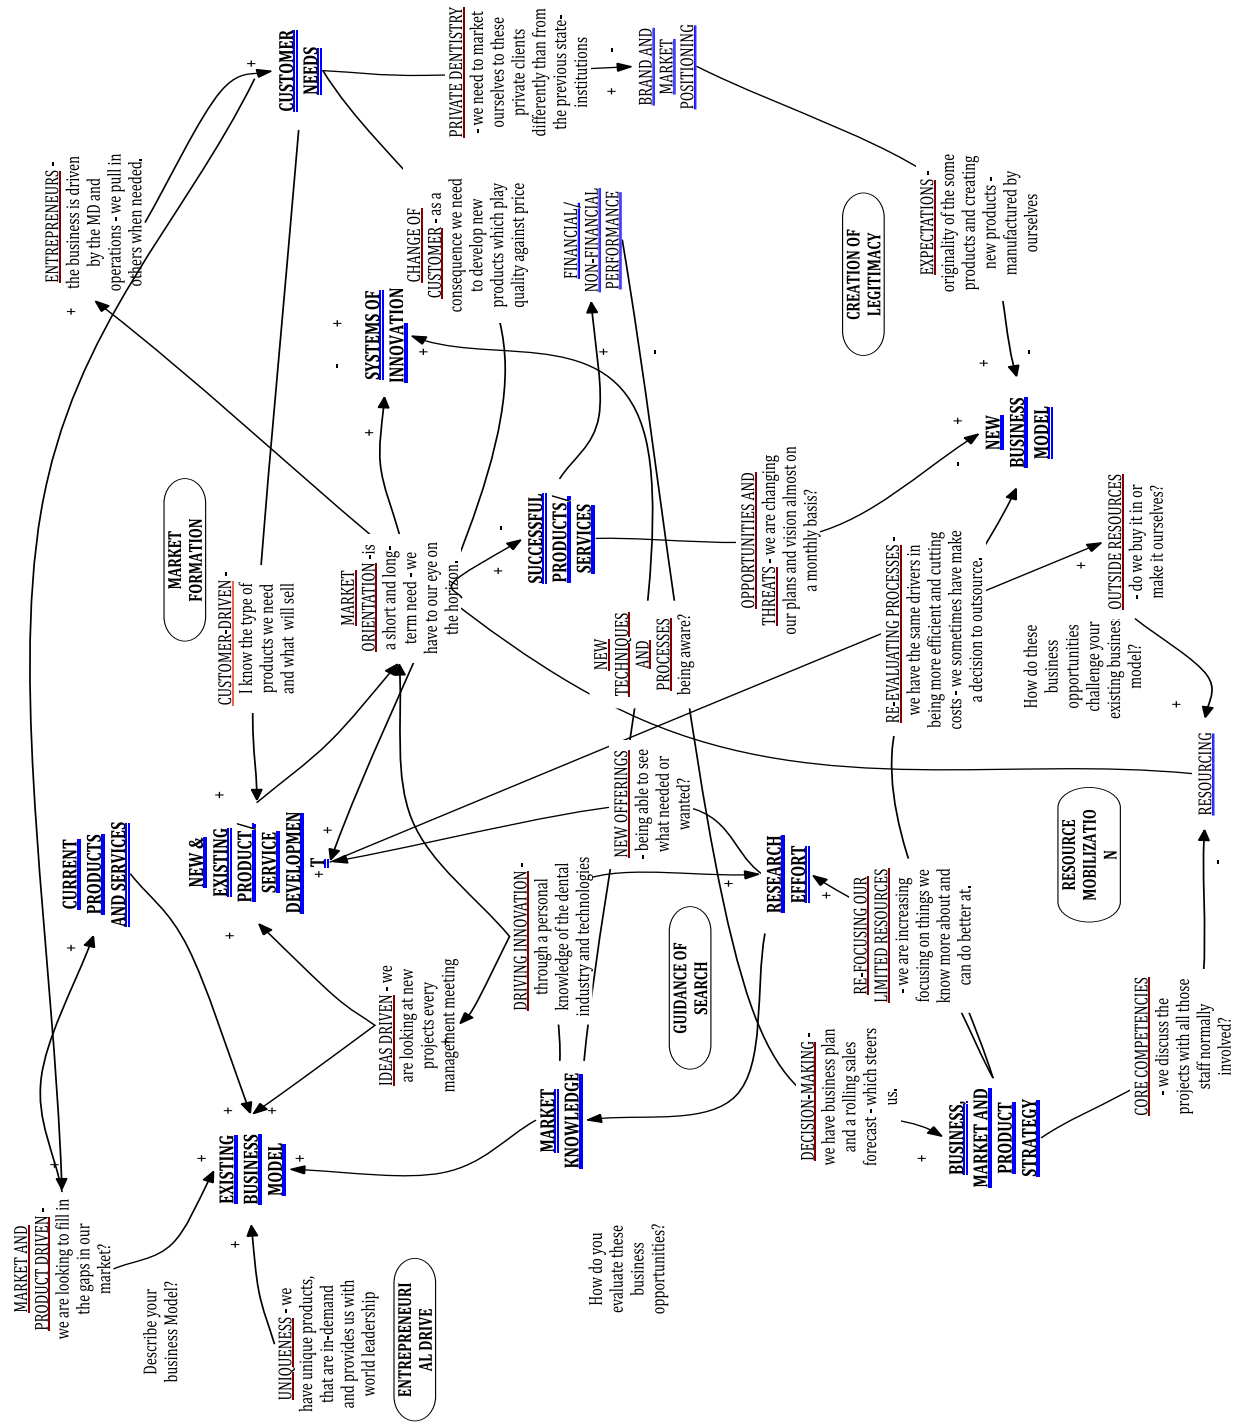 MARKET AND
PRODUCT DRIVEN -
we are looking to fill in
the gaps in our
market?
CURRENT
PRODUCTS
AND SERVICES
ENTREPRENEURS -
the business is driven
by the MD and
operations - we pull in
others when needed.
Describe your
business Model?
MARKET
FORMATION
EXISTING
BUSINESS
MODEL
NEW &
EXISTING
PRODUCT/
SERVICE
DEVELOPMEN
T
CUSTOMER-DRIVEN -
I know the type of
products we need
and what will sell
CUSTOMER
NEEDS
UNIQUENESS - we
have unique products,
that are in-demand
and provides us with
world leadership
IDEAS DRIVEN - we
are looking at new
projects every
management meeting
MARKET
ORIENTATION -is
a short and long-
term need - we
have to our eye on
the horizon.
SYSTEMS OF
INNOVATION
CHANGE OF
CUSTOMER - as a
consequence we need
to develop new
products which play
quality against price
PRIVATE DENTISTRY
- we need to market
ourselves to these
private clients
differently than from
the previous state-
institutions
ENTREPRENEURI
AL DRIVE
MARKET
KNOWLEDGE
DRIVING INNOVATION -
through a personal
knowledge of the dental
industry and technologies
SUCCESSFUL
PRODUCTS/
SERVICES
FINANCIAL/
NON-FINANCIAL
PERFORMANCE
BRAND AND
MARKET
POSITIONING
How do you
evaluate these
business
opportunities?
NEW OFFERINGS
- being able to see
what needed or
wanted?
NEW
TECHNIQUES
AND
PROCESSES -
being aware?
GUIDANCE OF
SEARCH
RESEARCH
EFFORT
OPPORTUNITIES AND
THREATS - we are changing
our plans and vision almost on
a monthly basis?
CREATION OF
LEGITIMACY
DECISION-MAKING -
we have business plan
and a rolling sales
forecast - which steers
us.
RE-FOCUSING OUR
LIMITED RESOURCES
- we are increasing
focusing on things we
know more about and
can do better at.
RE-EVALUATING PROCESSES -
we have the same drivers in
being more efficient and cutting
costs - we sometimes have make
a decision to outsource.
EXPECTATIONS -
originality of the some
products and creating
new products -
manufactured by
ourselves
BUSINESS,
MARKET AND
PRODUCT
STRATEGY
NEW
BUSINESS
MODEL
How do these
business
opportunities
challenge your
existing busines:
model?
RESOURCE
MOBILIZATIO
N
OUTSIDE RESOURCES
- do we buy it in or
make it ourselves?
CORE COMPETENCIES
- we discuss the
projects with all those
staff normally
involved?
RESOURCING